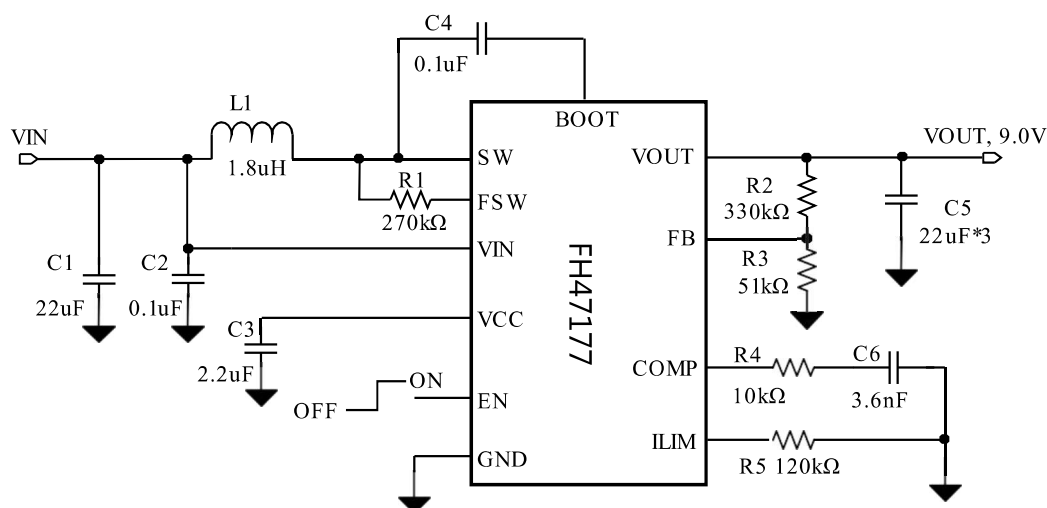 C4
0.1uF
BOOT
L1
1.8uH
VIN
SW
R1
270kΩ
FSW
VIN
C1
22uF
C2
0.1uF
C3
2.2uF
VCC
OFF
ON
EN
GND
FH47177
VOUT
VOUT, 9.0V
R2
330kΩ
C5
22uF*3
FB
R3
51kΩ
COMP
R4
10kΩ
C6
3.6nF
ILIM
R5 120kΩ